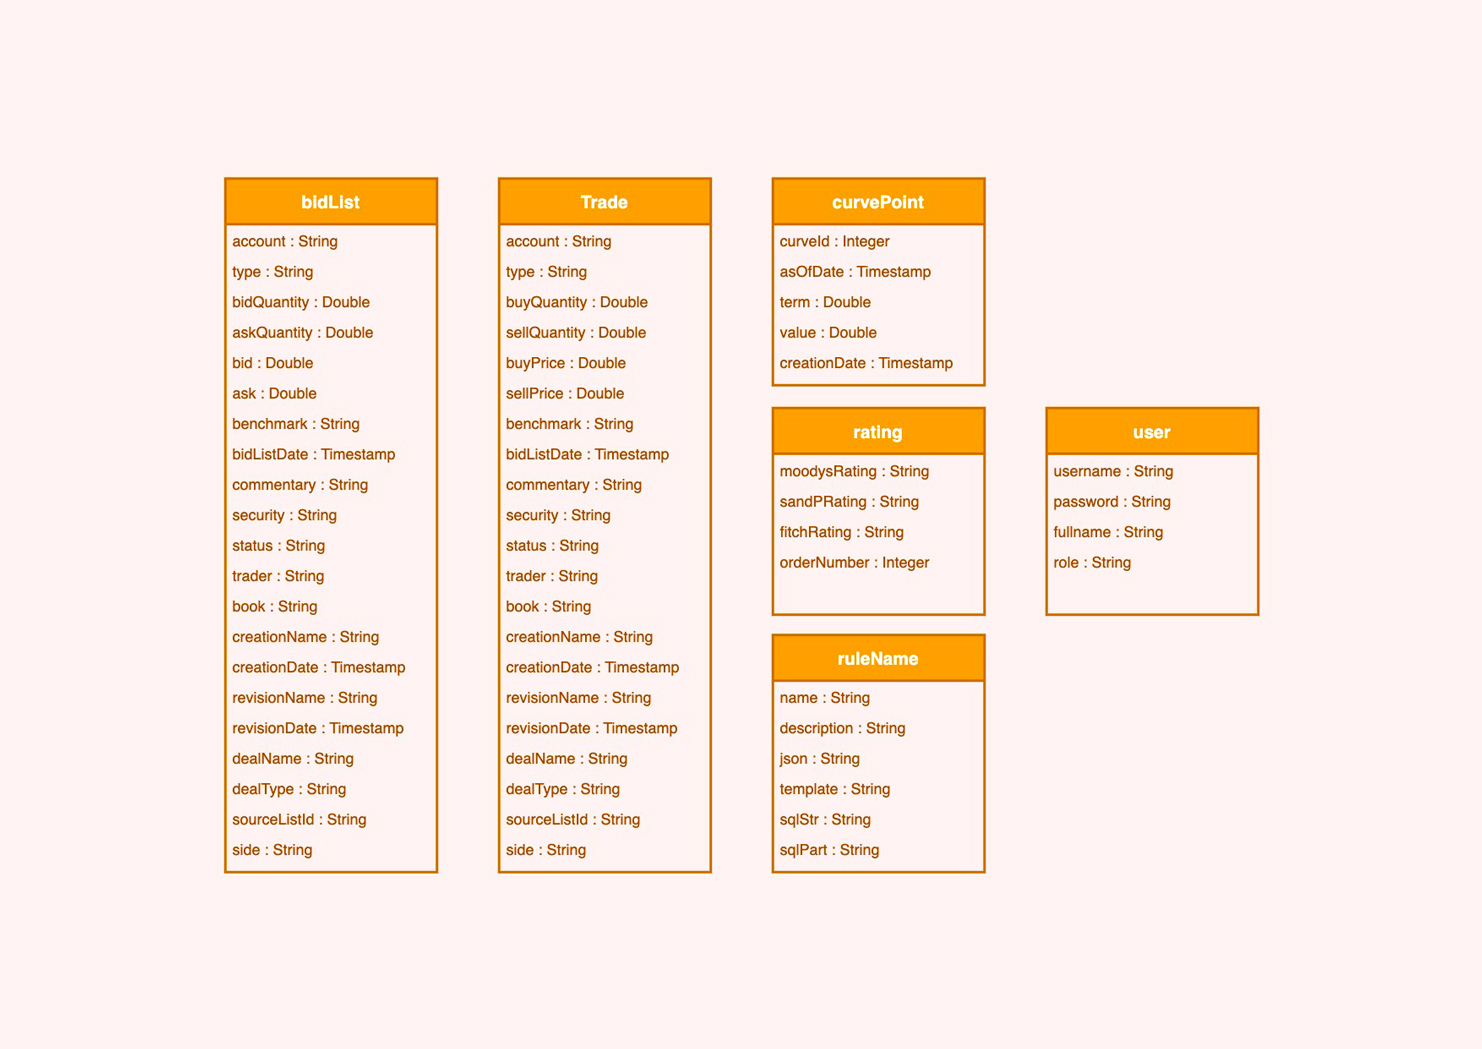 bidList
account : String
type : String
bidQuantity : Double
askQuantity : Double
bid : Double
ask : Double
benchmark : String
bidListDate : Timestamp
commentary : String
security : String
status : String
trader : String
book : String
creationName : String
creationDate : Timestamp
revisionName : String
revisionDate : Timestamp
dealName : String
dealType : String
sourceListId : String
side : String
Trade
account : String
type : String
buyQuantity : Double
sellQuantity : Double
buyPrice : Double
sellPrice : Double
benchmark : String
bidListDate : Timestamp
commentary : String
security : String
status : String
trader : String
book : String
creationName : String
creationDate : Timestamp
revisionName : String
revisionDate : Timestamp
dealName : String
dealType : String
sourceListId : String
side : String
curvePoint
curveId : Integer
asOfDate : Timestamp
term : Double
value : Double
creationDate : Timestamp
rating
moodysRating : String
sandPRating : String
fitchRating : String
orderNumber : Integer
ruleName
name : String
description : String
json : String
template : String
sqlStr : String
sqlPart : String
user
username : String
password : String
fullname : String
role : String